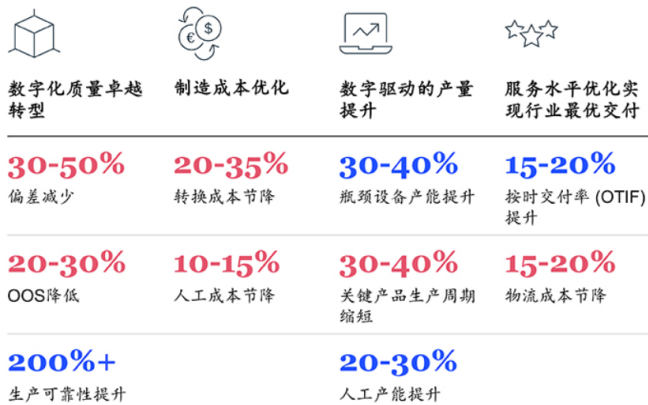 € $
数字化质量卓越
转型
制造成本优化
数字驱动的产量
提升
服务水平优化实
现行业最优交付
30-50%
偏差减少
20-35%
转换成本节降
30-40%
瓶颈设备产能提升
15-20%
按时交付率 (OTIF)
提升
20-30%
OOS降低
10-15%
人工成本节降
30-40%
关键产品生产周期
缩短
15-20%
物流成本节降
200%+
生产可靠性提升
20-30%
人工产能提升